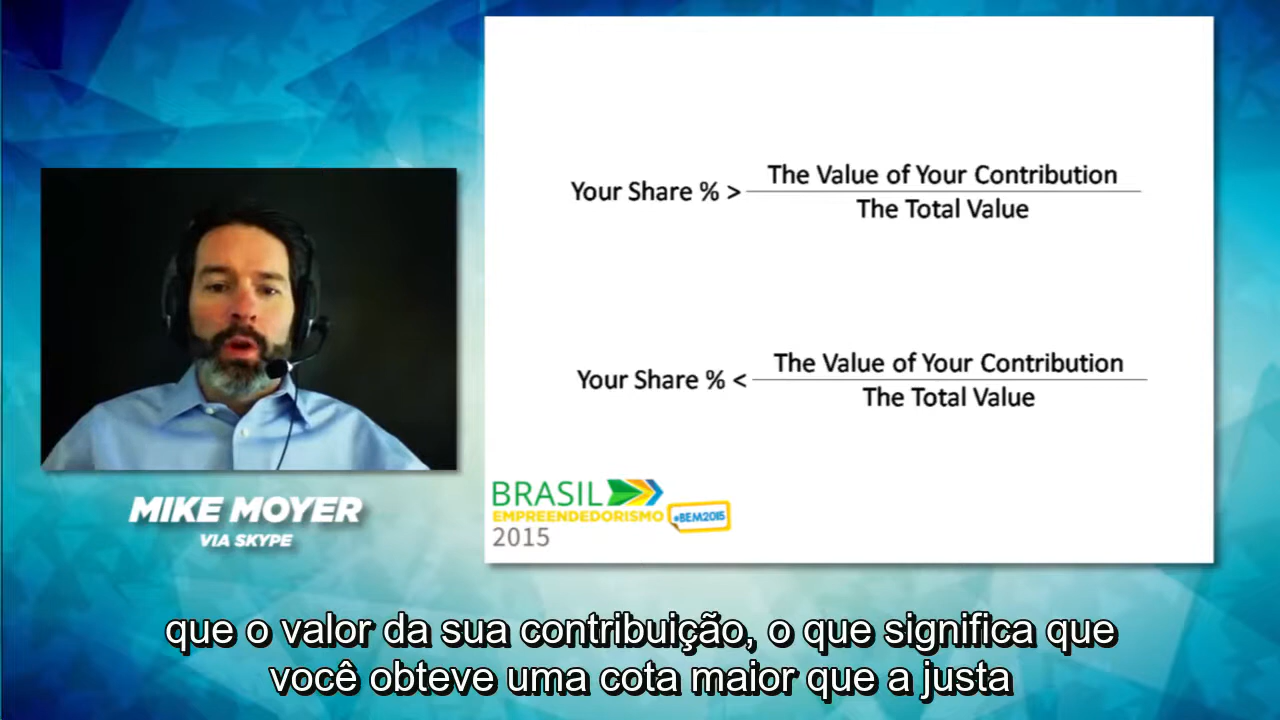 Your Share % > The Value of Your Contribution
The Total Value
Your Share % < The Value of Your Contribution
The Total Value
BRASIL
EMPREENDEDORISMO
#BEM2015
2015
MIKE MOYER
VIA SKYPE
que o valor da sua contribuição, o que significa que
você obteve uma cota maior que a justa